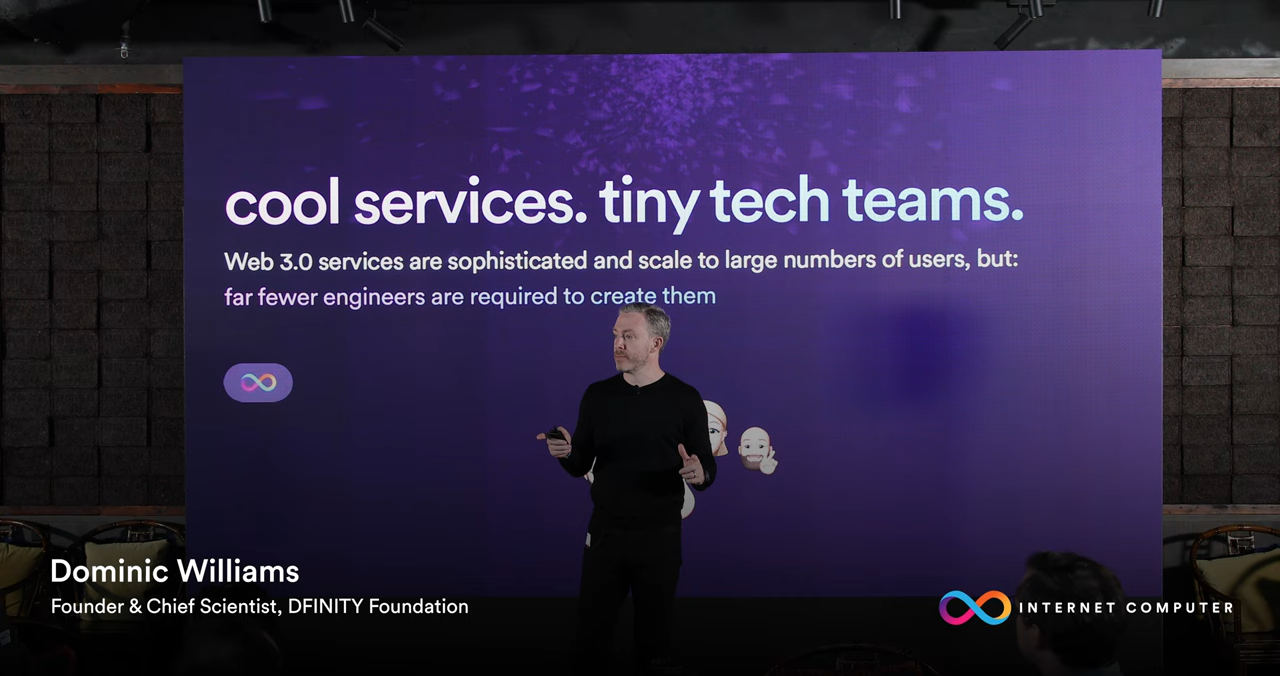 cool services. tiny tech teams.
Web 3.0 services are sophisticated and scale to large numbers of users, but:
far fewer engineers are required to create them
Dominic Williams
Founder & Chief Scientist, DFINITY Foundation
INTERNET COMPUTER